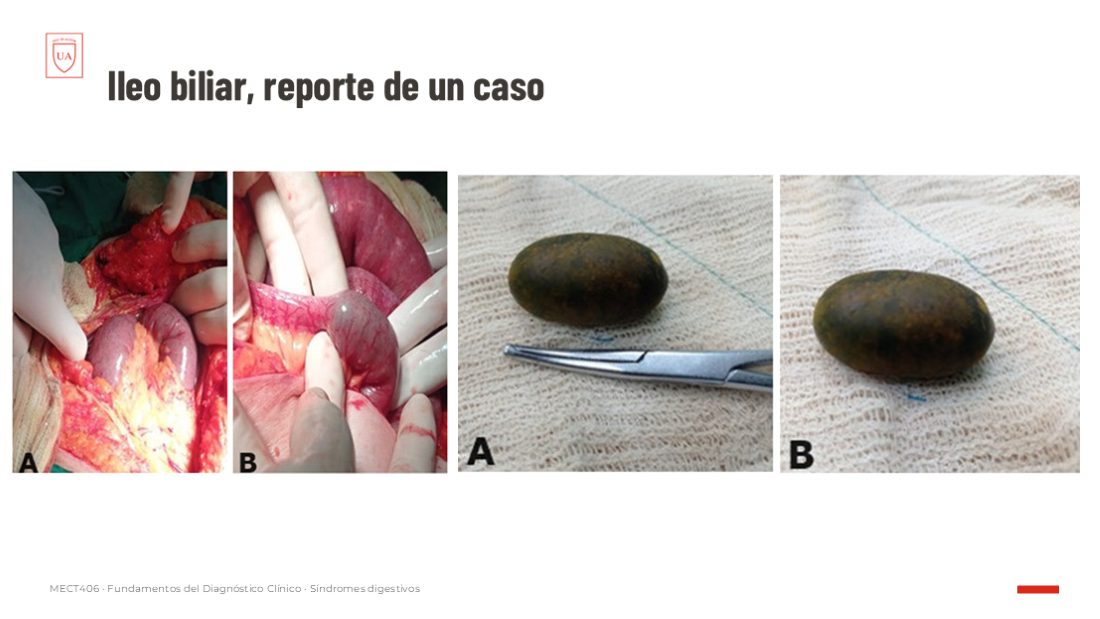 UA
Ileo biliar, reporte de un caso
A
B
A
B
MECT406 · Fundamentos del Diagnóstico Clínico · Síndromes digestivos